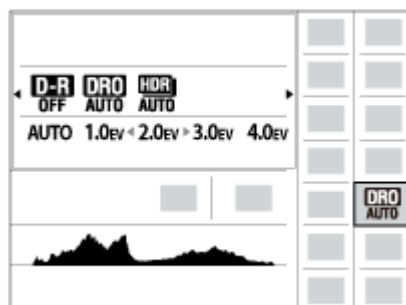 D-R DRO HDR
OFF AUTO AUTO
AUTO 1.0EV 2.0EV 3.0EV 4.0EV
DRO
AUTO